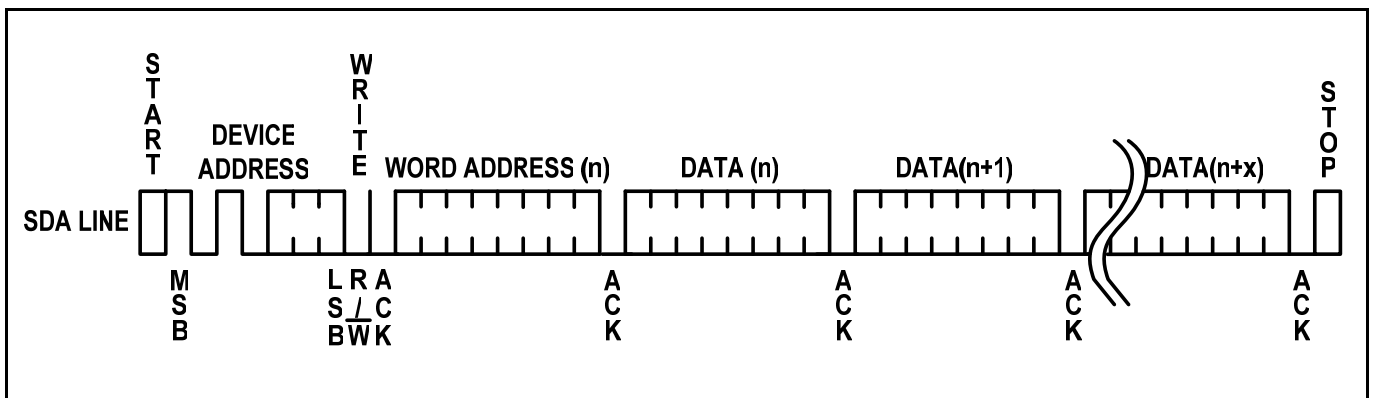 START
WRITE
STOP
DEVICE
ADDRESS
WORD ADDRESS (n)
DATA (n)
DATA(n+1)
DATA(n+x)
SDA LINE
MSB
LSB
R/W
ACK
ACK
ACK
ACK
ACK